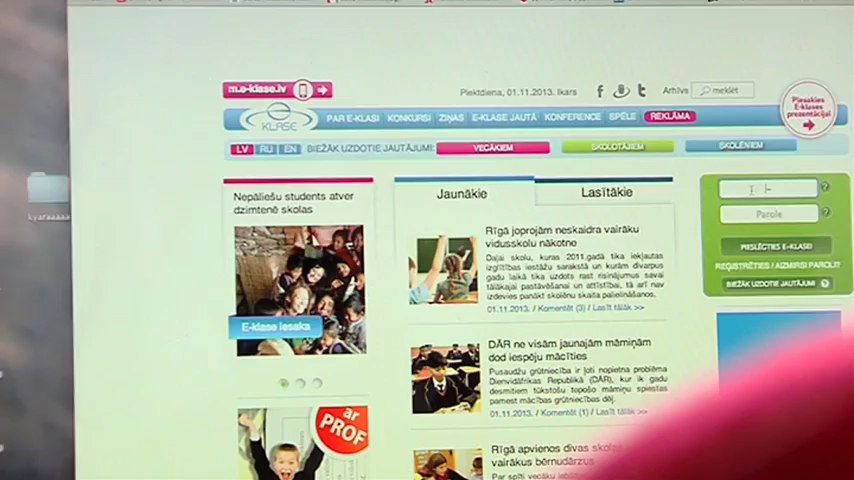 m.e-klase.lv
Piektdiena, 01.11.2013. Ikars
Arhīvs
meklēt
Piesakies
E-klases
prezentācijai
e
KLASE
PAR E-KLASI KONKURSI ZIŅAS E-KLASE JAUTĀ KONFERENCE SPĒLE REKLĀMA
LV RU EN BIEŽĀK UZDOTIE JAUTĀJUMI: VECĀKIEM SKOLOTĀJIEM SKOLĒNIEM
Nepāliešu students atver
dzimtenē skolas
E-klase iesaka
ar
PROF
Jaunākie
Lasītākie
Rīgā joprojām neskaidra vairāku
vidusskolu nākotne
Daļai skolu, kuras 2011.gadā tika iekļautas
izglītības iestāžu sarakstā un kurām divarpus
gadu laikā tika uzdots rast risinājumus savai
tālākajai pastāvēšanai un attīstībai, tā arī nav
izdevies panākt skolēnu skaita palielināšanos.
01.11.2013. / Komentēt (3) / Lasīt tālāk >>
DĀR ne visām jaunajām māmiņām
dod iespēju mācīties
Pusaudžu grūtniecība ir ļoti nopietna problēma
Dienvidāfrikas Republikā (DĀR), kur ik gadu
desmitiem tūkstošu topošo māmiņu spiestas
pamest mācības grūtniecības dēļ.
01.11.2013. / Komentēt (1) / Lasīt tālāk >>
Rīgā apvienos divas skolas
vairākus bērnudārzus
Par spīti vecāku
Parole
PIESLĒGTIES E-KLASEI
REĢISTRĒTIES / AIZMIRSI PAROLI?
BIEŽĀK UZDOTIE JAUTĀJUMI
kyaraaaaa